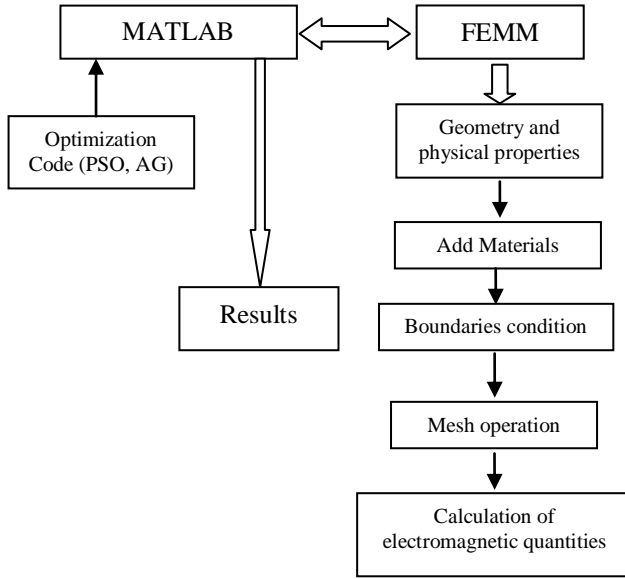 MATLAB
FEMM
Optimization
Code (PSO, AG)
Geometry and
physical properties
Add Materials
Results
Boundaries condition
Mesh operation
Calculation of
electromagnetic quantities